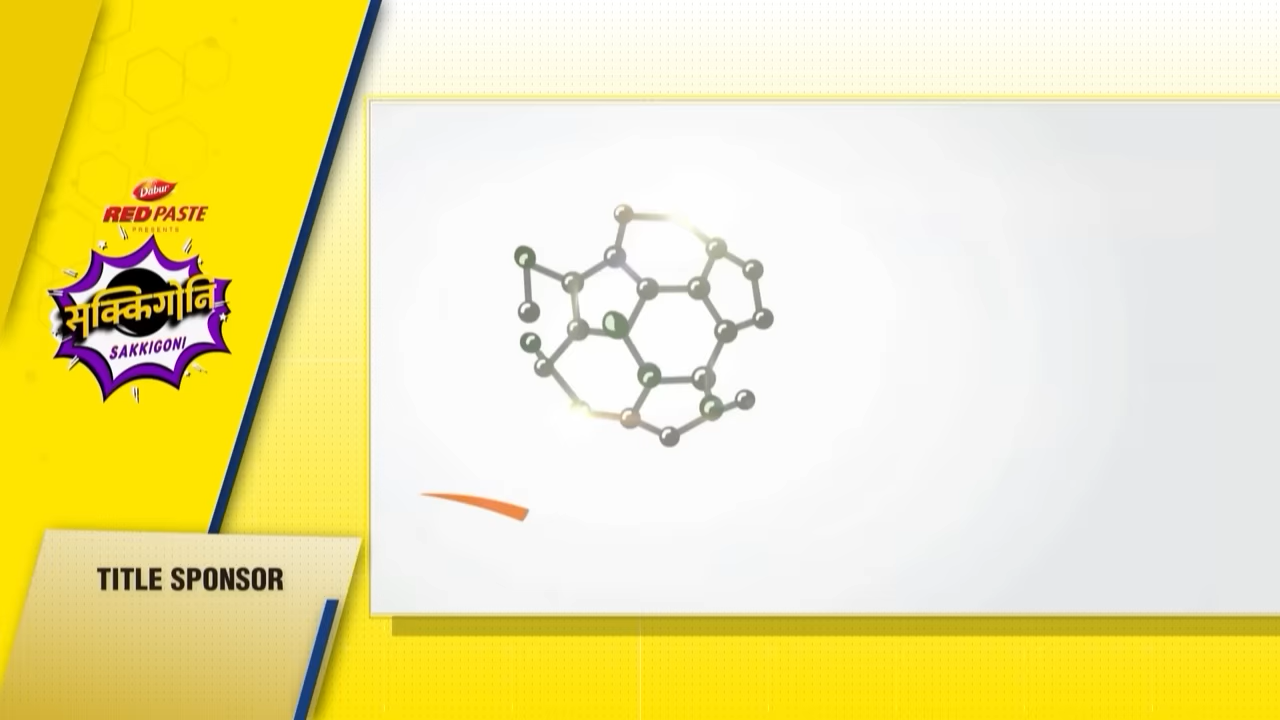 Dabur
RED PASTE
PRESENTS
सक्किगोनि
SAKKIGONI
TITLE SPONSOR